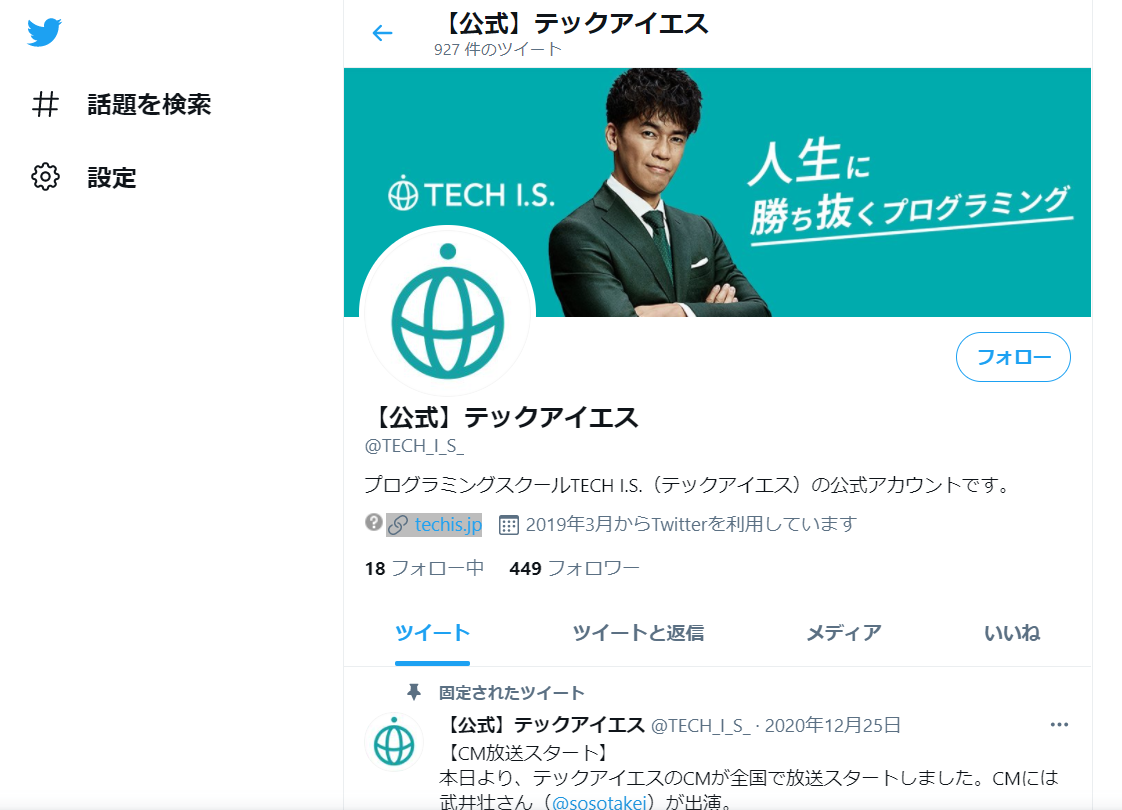 【公式】テックアイエス
927 件のツイート
話題を検索
設定
TECH I.S.
人生に
勝ち抜くプログラミング
フォロー
【公式】テックアイエス
@TECH_I_S_
プログラミングスクールTECH I.S.（テックアイエス）の公式アカウントです。
techis.jp 2019年3月からTwitterを利用しています
18 フォロー中 449 フォロワー
ツイート ツイートと返信 メディア いいね
固定されたツイート
【公式】テックアイエス @TECH_I_S_ · 2020年12月25日
【CM放送スタート】
本日より、テックアイエスのCMが全国で放送スタートしました。CMには
武井壮さん（@sosotakei）が出演。